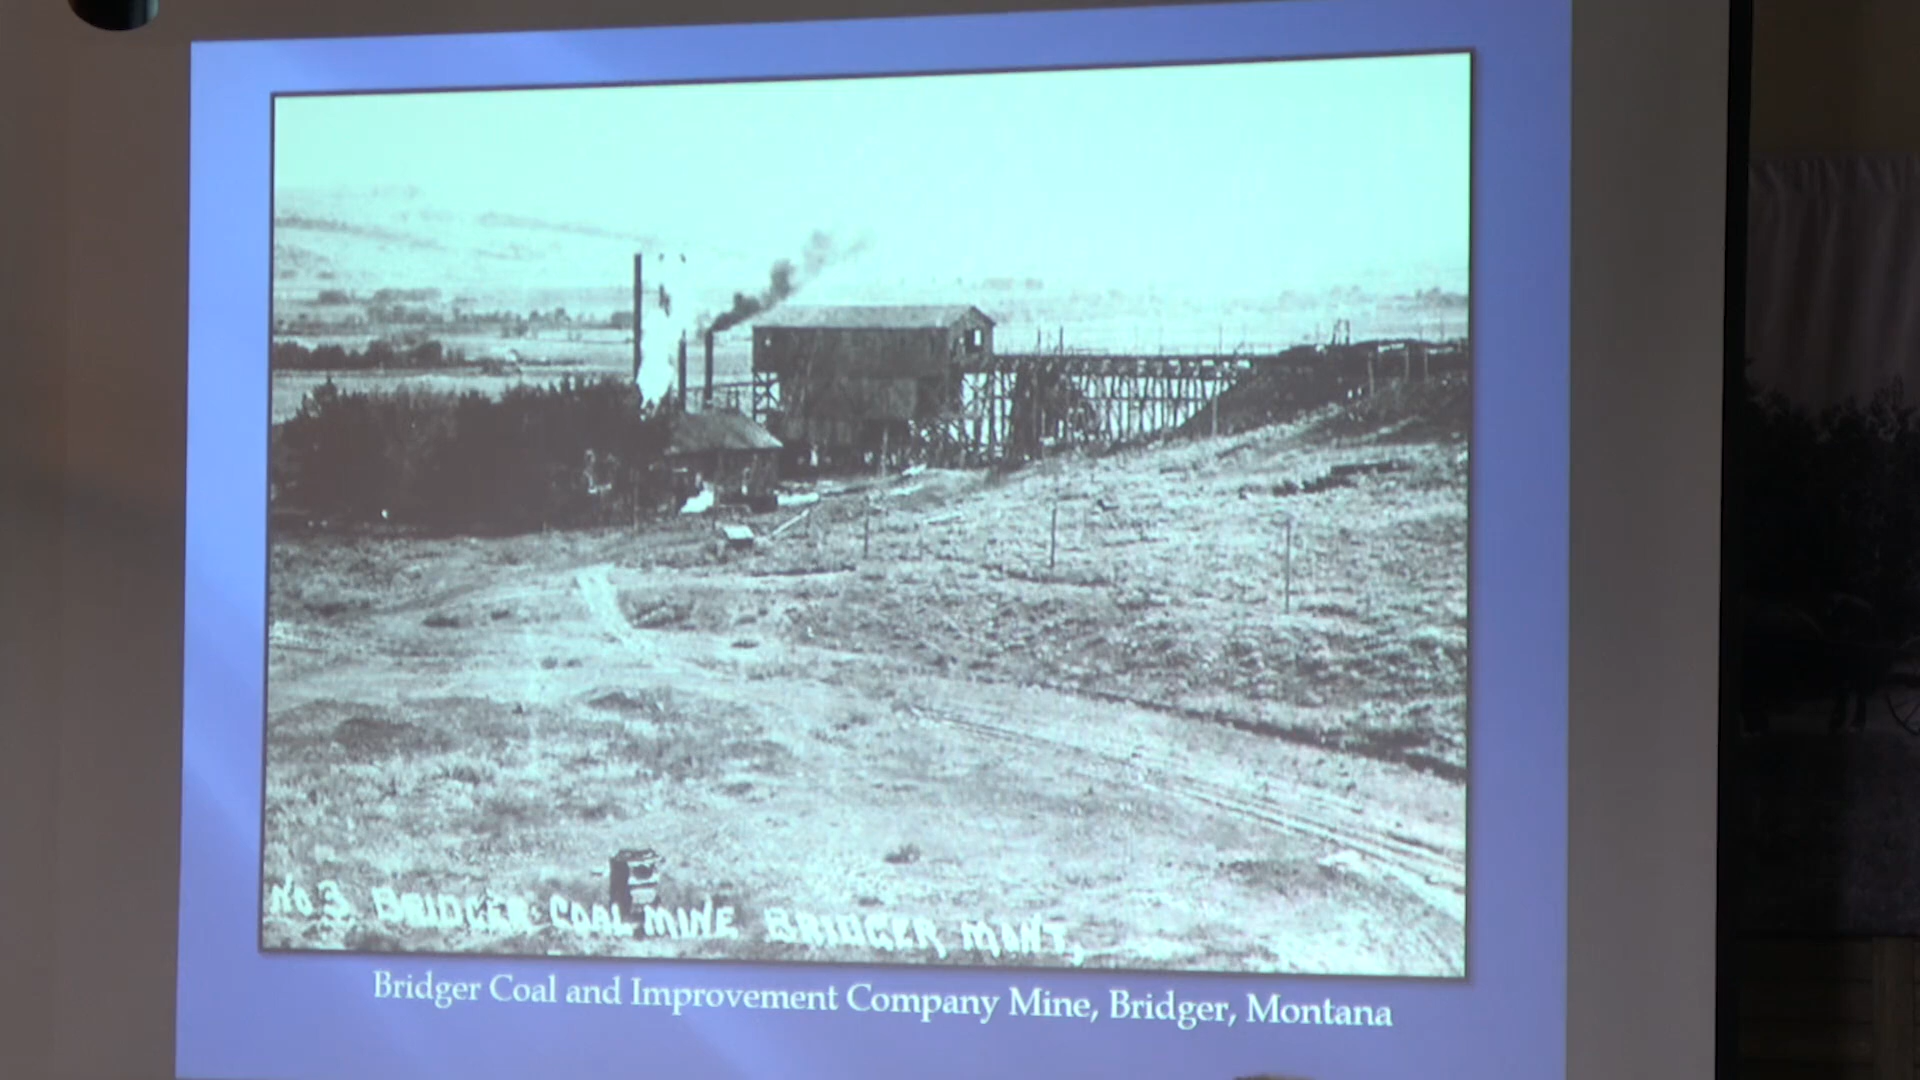 No 3 BRIDGER COAL MINE BRIDGER, MONT.
Bridger Coal and Improvement Company Mine, Bridger, Montana